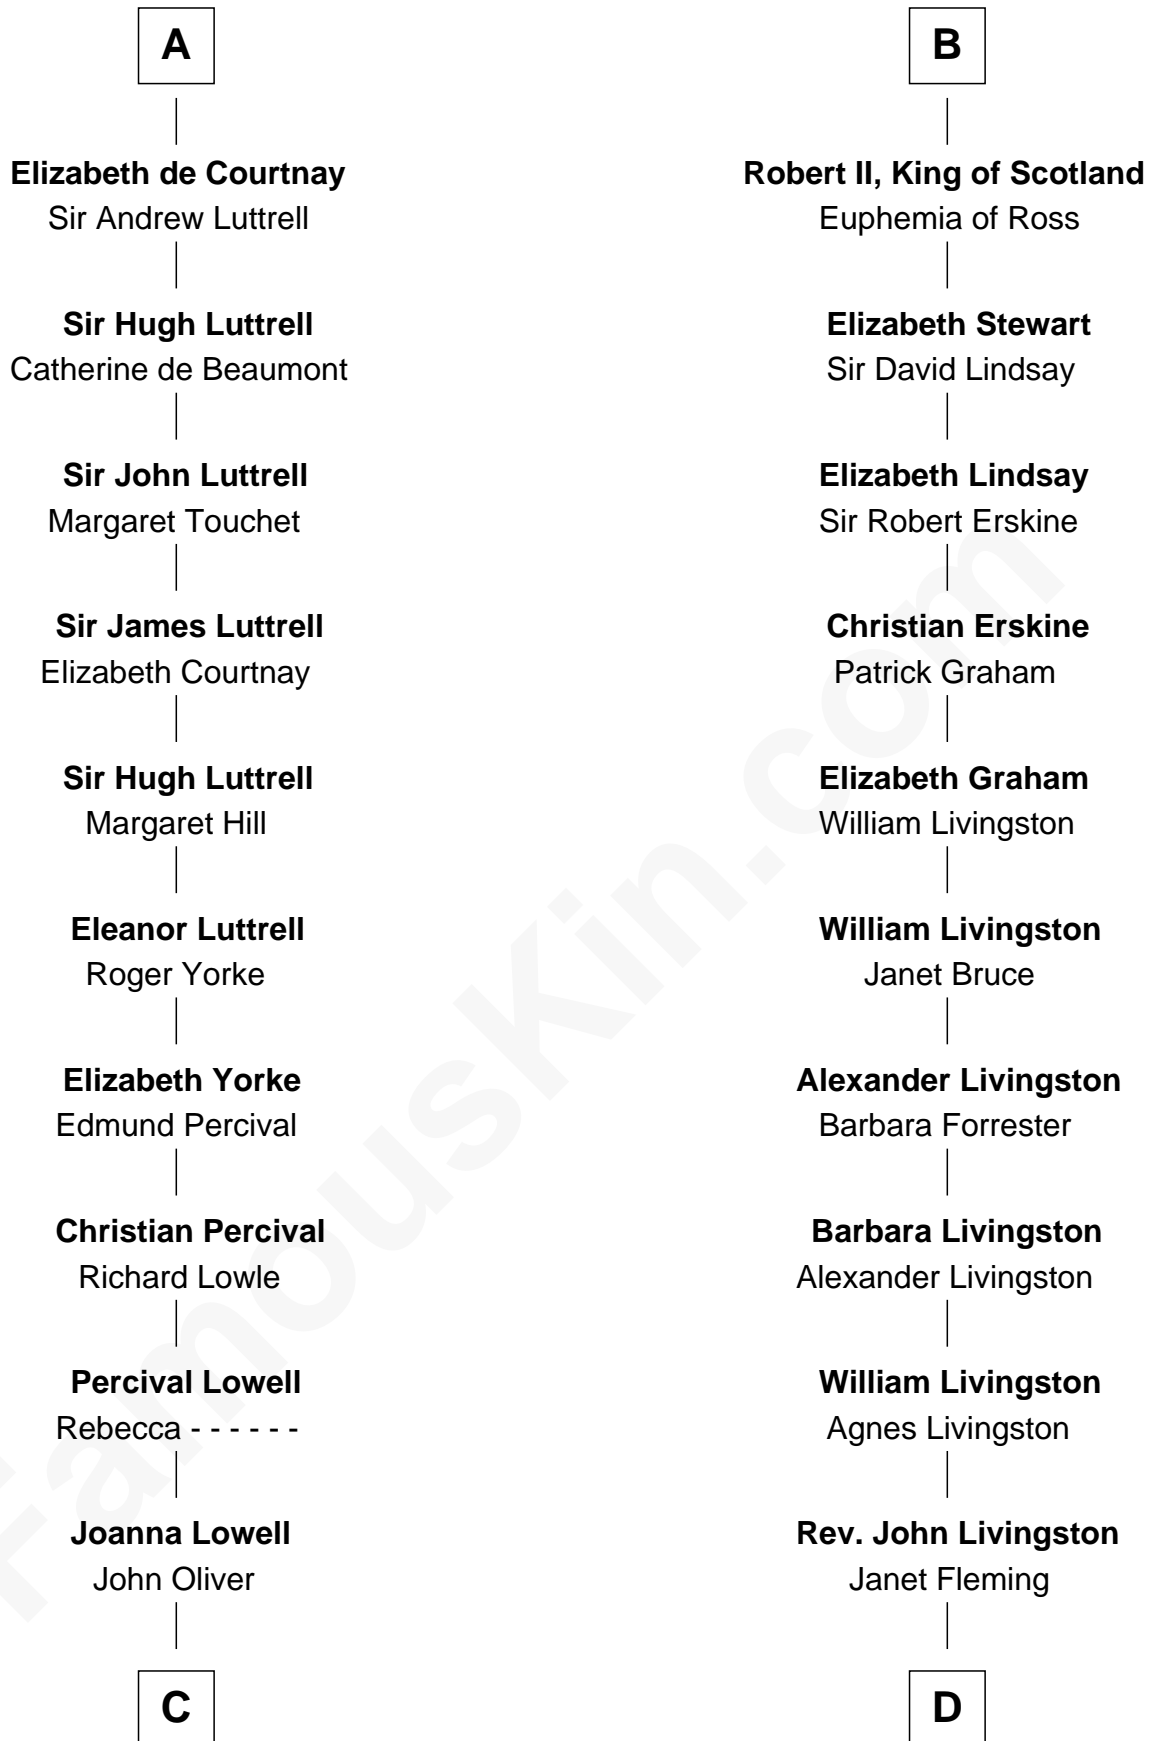 A
Elizabeth de Courtnay
Sir Andrew Luttrell
Sir Hugh Luttrell
Catherine de Beaumont
Sir John Luttrell
Margaret Touchet
Sir James Luttrell
Elizabeth Courtnay
Sir Hugh Luttrell
Margaret Hill
Eleanor Luttrell
Roger Yorke
Elizabeth Yorke
Edmund Percival
Christian Percival
Richard Lowle
Percival Lowell
Rebecca - - - - - -
Joanna Lowell
John Oliver
C
B
Robert II, King of Scotland
Euphemia of Ross
Elizabeth Stewart
Sir David Lindsay
Elizabeth Lindsay
Sir Robert Erskine
Christian Erskine
Patrick Graham
Elizabeth Graham
William Livingston
William Livingston
Janet Bruce
Alexander Livingston
Barbara Forrester
Barbara Livingston
Alexander Livingston
William Livingston
Agnes Livingston
Rev. John Livingston
Janet Fleming
D
FamousKin.com